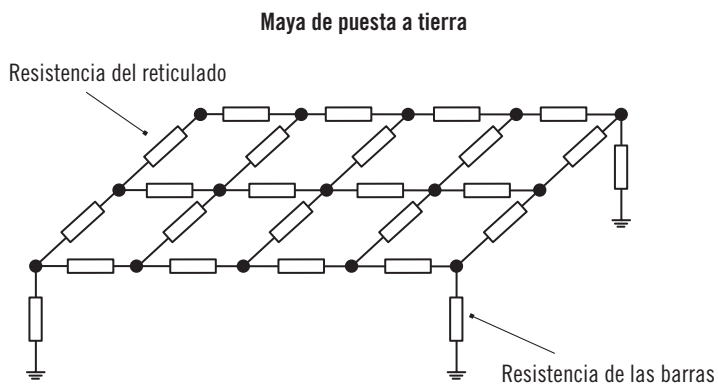 Maya de puesta a tierra
Resistencia del reticulado
Resistencia de las barras